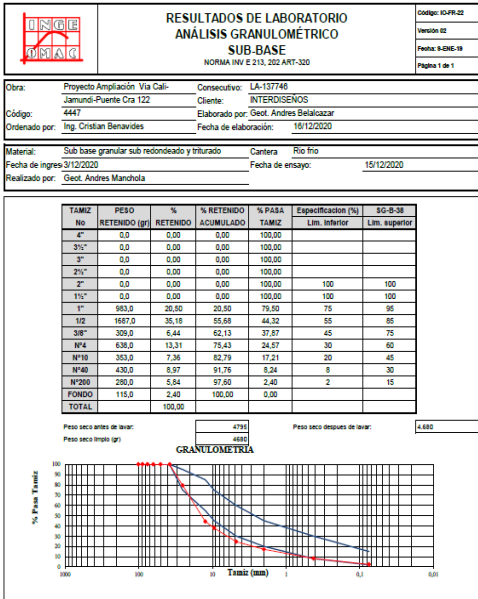 INGEOMAC
RESULTADOS DE LABORATORIO
ANÁLISIS GRANULOMÉTRICO
SUB-BASE
NORMA INV E 213, 202 ART-320
Código: IO-FR-22
Versión 02
Fecha: 9-ENE-19
Página 1 de 1
Obra: Proyecto Ampliación Via Cali- Consecutivo: LA-137746
Jamundi-Puente Cra 122 Cliente: INTERDISEÑOS
Código: 4447 Elaborado por: Geot. Andres Belalcazar
Ordenado por: Ing. Cristian Benavides Fecha de elaboración: 16/12/2020
Material: Sub base granular sub redondeado y triturado Cantera Rio frio
Fecha de ingres 3/12/2020 Fecha de ensayo: 15/12/2020
Realizado por: Geot. Andres Manchola
TAMIZ PESO % % RETENIDO % PASA Especificacion (%) SG-B-38
No RETENIDO (gr) RETENIDO ACUMULADO TAMIZ Lim. Inferior Lim. superior
4" 0,0 0,00 0,00 100,00
3½" 0,0 0,00 0,00 100,00
3" 0,0 0,00 0,00 100,00
2½" 0,0 0,00 0,00 100,00
2" 0,0 0,00 0,00 100,00 100 100
1½" 0,0 0,00 0,00 100,00 100 100
1" 983,0 20,50 20,50 79,50 75 95
1/2 1687,0 35,18 55,68 44,32 55 85
3/8" 309,0 6,44 62,13 37,87 45 75
Nº4 638,0 13,31 75,43 24,57 30 60
Nº10 353,0 7,36 82,79 17,21 20 45
Nº40 430,0 8,97 91,76 8,24 8 30
Nº200 280,0 5,84 97,60 2,40 2 15
FONDO 115,0 2,40 100,00 0,00
TOTAL 100,00
Peso seco antes de lavar: 4795 Peso seco despues de lavar: 4.680
Peso seco limpio (gr) 4680
GRANULOMETRIA
% Pasa Tamiz
100
90
80
70
60
50
40
30
20
10
0
1000 100 10 1 0,1 0,01
Tamiz (mm)